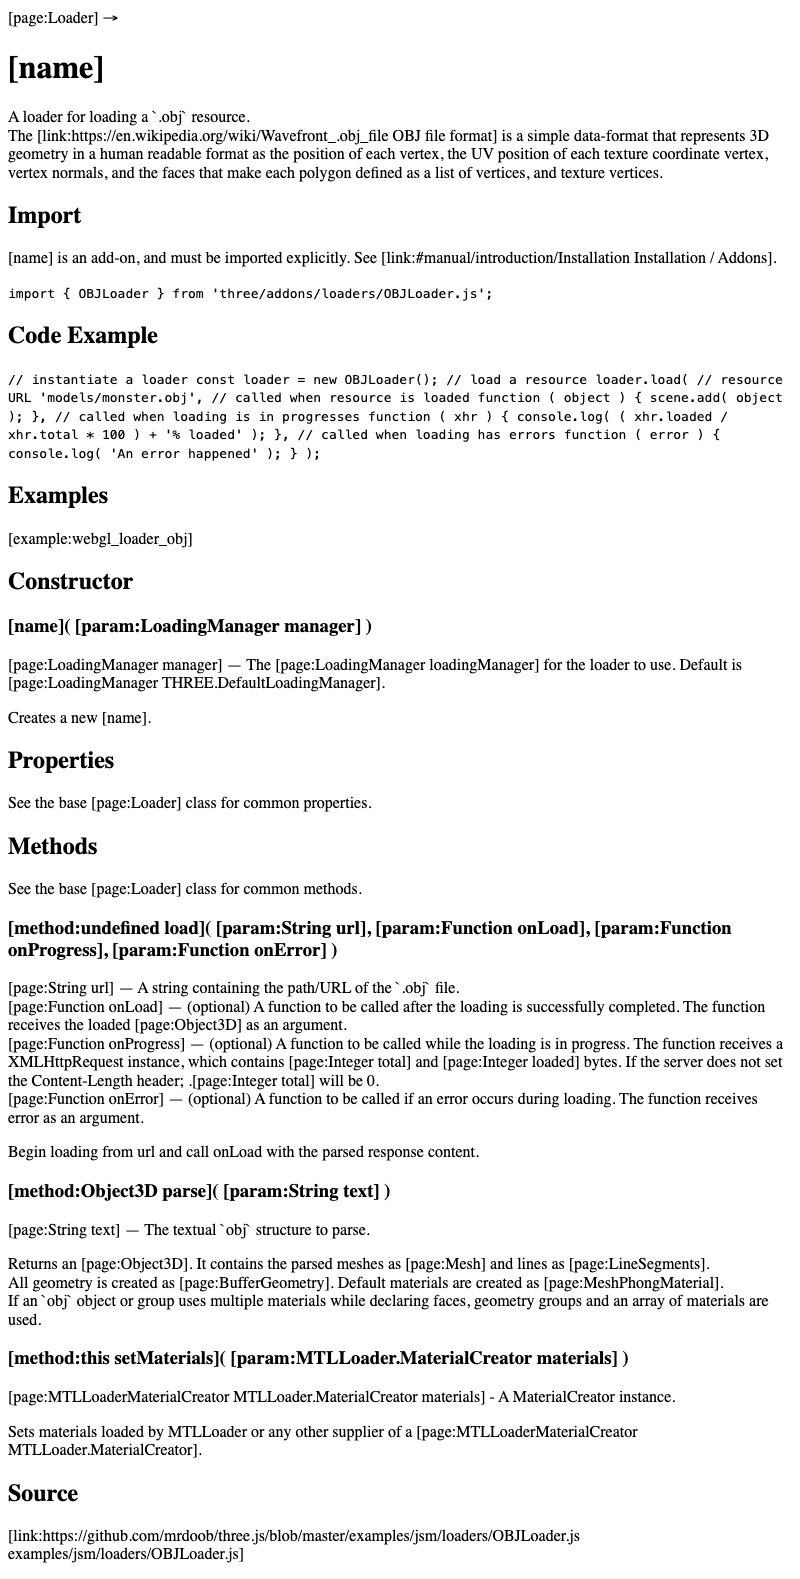 [page:Loader] →
[name]
A loader for loading a `.obj` resource.
The [link:https://en.wikipedia.org/wiki/Wavefront_.obj_file OBJ file format] is a simple data-format that represents 3D
geometry in a human readable format as the position of each vertex, the UV position of each texture coordinate vertex,
vertex normals, and the faces that make each polygon defined as a list of vertices, and texture vertices.
Import
[name] is an add-on, and must be imported explicitly. See [link:#manual/introduction/Installation Installation / Addons].
import { OBJLoader } from 'three/addons/loaders/OBJLoader.js';
Code Example
// instantiate a loader const loader = new OBJLoader(); // load a resource loader.load( // resource
URL 'models/monster.obj', // called when resource is loaded function ( object ) { scene.add( object
); }, // called when loading is in progresses function ( xhr ) { console.log( ( xhr.loaded /
xhr.total * 100 ) + '% loaded' ); }, // called when loading has errors function ( error ) {
console.log( 'An error happened' ); } );
Examples
[example:webgl_loader_obj]
Constructor
[name]( [param:LoadingManager manager] )
[page:LoadingManager manager] — The [page:LoadingManager loadingManager] for the loader to use. Default is
[page:LoadingManager THREE.DefaultLoadingManager].
Creates a new [name].
Properties
See the base [page:Loader] class for common properties.
Methods
See the base [page:Loader] class for common methods.
[method:undefined load]( [param:String url], [param:Function onLoad], [param:Function
onProgress], [param:Function onError] )
[page:String url] — A string containing the path/URL of the `.obj` file.
[page:Function onLoad] — (optional) A function to be called after the loading is successfully completed. The function
receives the loaded [page:Object3D] as an argument.
[page:Function onProgress] — (optional) A function to be called while the loading is in progress. The function receives a
XMLHttpRequest instance, which contains [page:Integer total] and [page:Integer loaded] bytes. If the server does not set
the Content-Length header; .[page:Integer total] will be 0.
[page:Function onError] — (optional) A function to be called if an error occurs during loading. The function receives
error as an argument.
Begin loading from url and call onLoad with the parsed response content.
[method:Object3D parse]( [param:String text] )
[page:String text] — The textual `obj` structure to parse.
Returns an [page:Object3D]. It contains the parsed meshes as [page:Mesh] and lines as [page:LineSegments].
All geometry is created as [page:BufferGeometry]. Default materials are created as [page:MeshPhongMaterial].
If an `obj` object or group uses multiple materials while declaring faces, geometry groups and an array of materials are
used.
[method:this setMaterials]( [param:MTLLoader.MaterialCreator materials] )
[page:MTLLoaderMaterialCreator MTLLoader.MaterialCreator materials] - A MaterialCreator instance.
Sets materials loaded by MTLLoader or any other supplier of a [page:MTLLoaderMaterialCreator
MTLLoader.MaterialCreator].
Source
[link:https://github.com/mrdoob/three.js/blob/master/examples/jsm/loaders/OBJLoader.js
examples/jsm/loaders/OBJLoader.js]